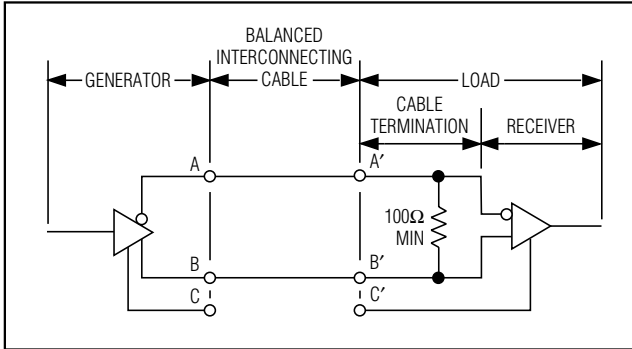 BALANCED
INTERCONNECTING
CABLE
GENERATOR
LOAD
CABLE
TERMINATION
RECEIVER
A
A′
100Ω
MIN
B
B′
C
C′